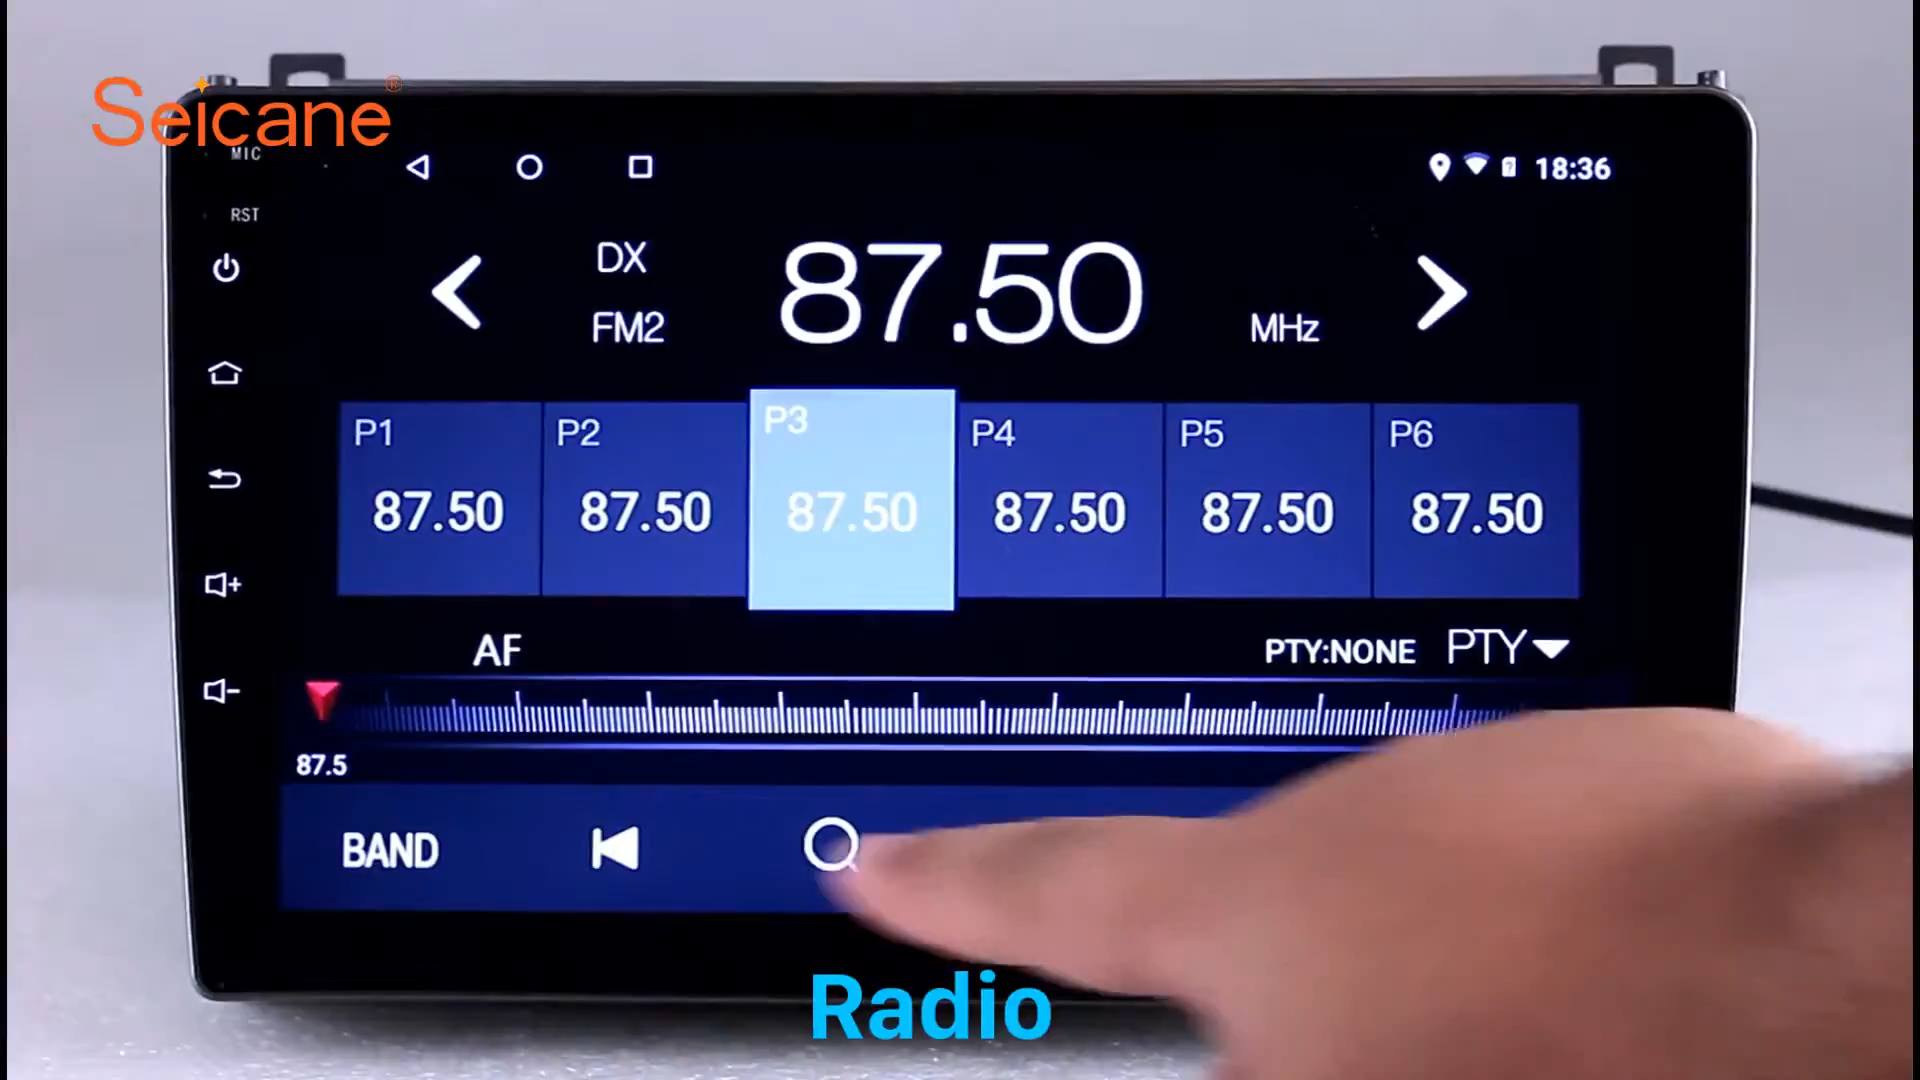 Seicane®
MIC
RST
18:36
DX
FM2
87.50
MHz
P1
P2
P3
P4
P5
P6
87.50
87.50
87.50
87.50
87.50
87.50
AF
PTY:NONE
PTY
87.5
BAND
Radio